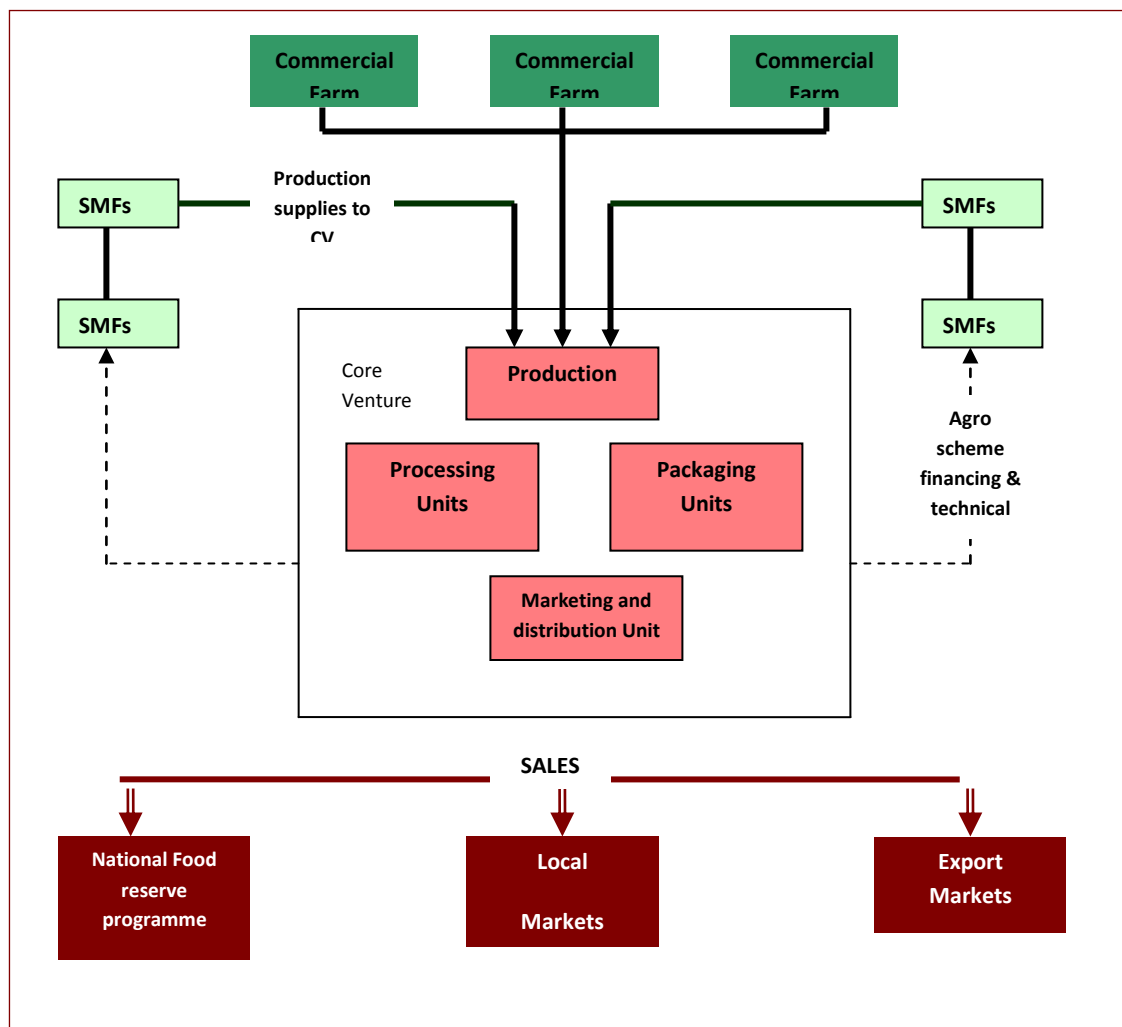 Commercial
Farm
Commercial
Farm
Commercial
Farm
SMFs
Production
supplies to
CV
SMFs
SMFs
SMFs
Core
Venture
Production
Processing
Units
Packaging
Units
Agro
scheme
financing &
technical
Marketing and
distribution Unit
SALES
National Food
reserve
programme
Local
Markets
Export
Markets